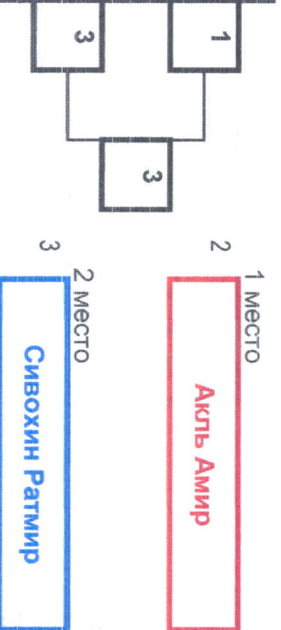 1
3
3
1 место
2 Акль Амир
2 место
3 Сивохин Ратмир